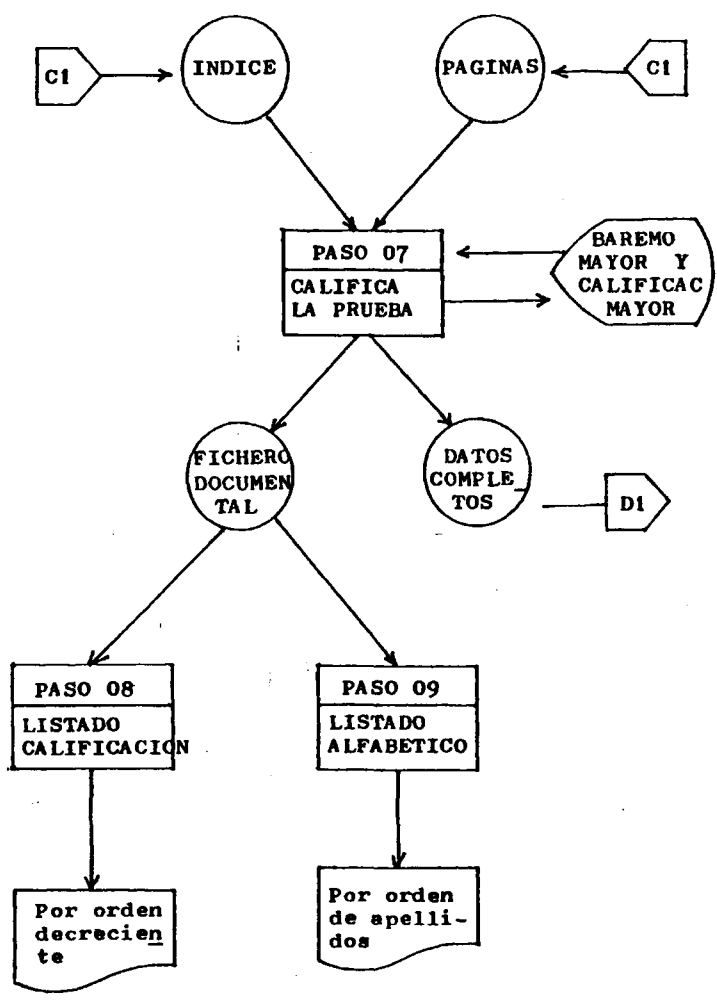 C1
INDICE
PAGINAS
C1
PASO 07
CALIFICA
LA PRUEBA
BAREMO
MAYOR Y
CALIFICAC
MAYOR
FICHERO
DOCUMEN
TAL
DATOS
COMPLE_
TOS
D1
PASO 08
LISTADO
CALIFICACION
PASO 09
LISTADO
ALFABETICO
Por orden
decrecien
te
Por orden
de apelli-
dos